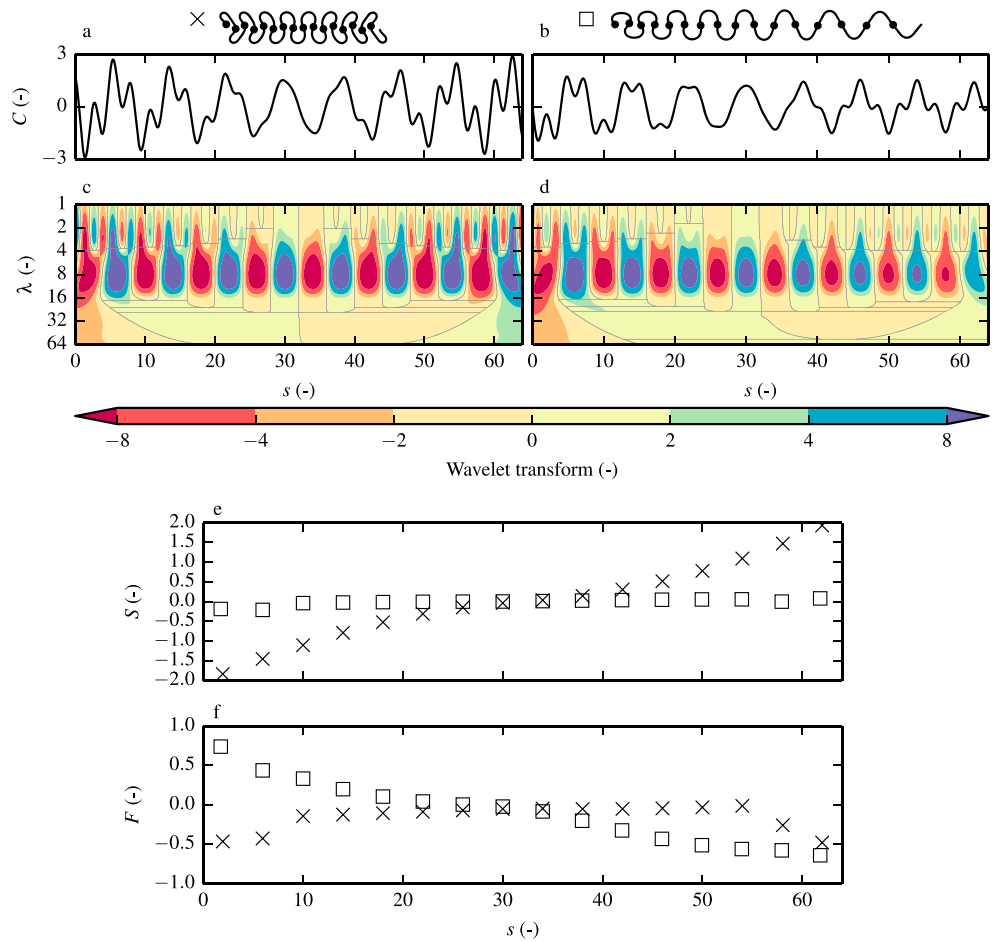 a
b
C (-)
3
0
−3
c
d
λ (-)
1
2
4
8
16
32
64
0 10 20 30 40 50 60
0 10 20 30 40 50 60
s (-)
s (-)
−8 −4 −2 0 2 4 8
Wavelet transform (-)
e
S (-)
2.0
1.5
1.0
0.5
0.0
−0.5
−1.0
−1.5
−2.0
f
F (-)
1.0
0.5
0.0
−0.5
−1.0
0 10 20 30 40 50 60
s (-)